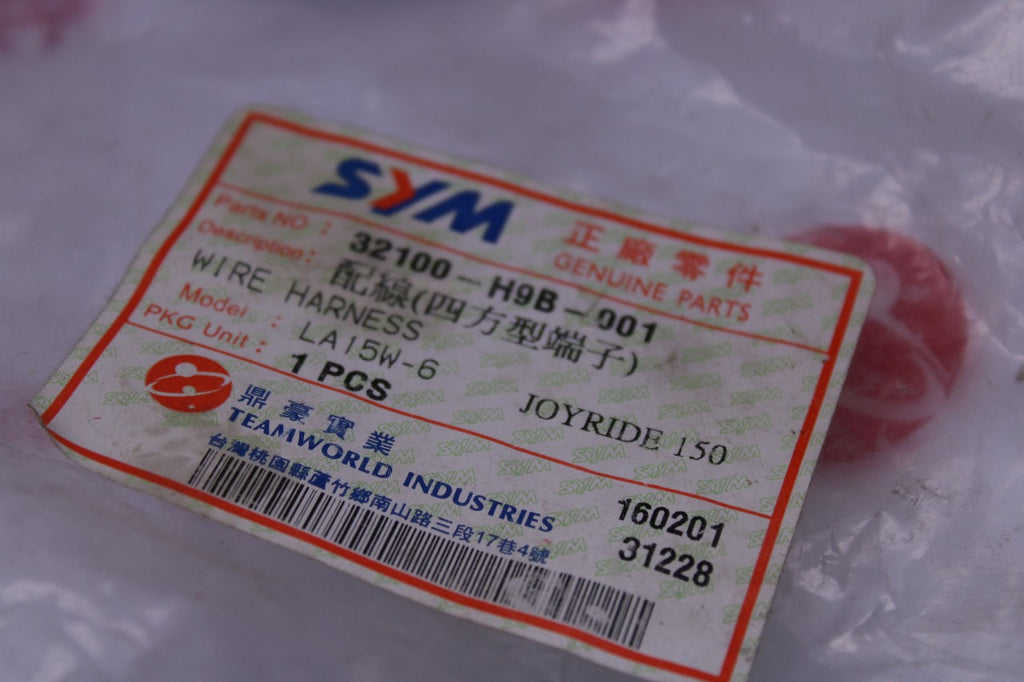 SYM
正廠零件
GENUINE PARTS
Parts NO : 32100-H9B-001
Description: 配線(四方型端子)
WIRE HARNESS
Model : LA15W-6
PKG Unit: 1 PCS
JOYRIDE 150
鼎豪實業
TEAMWORLD INDUSTRIES
台灣桃園縣蘆竹鄉南山路三段17巷4號
160201
31228